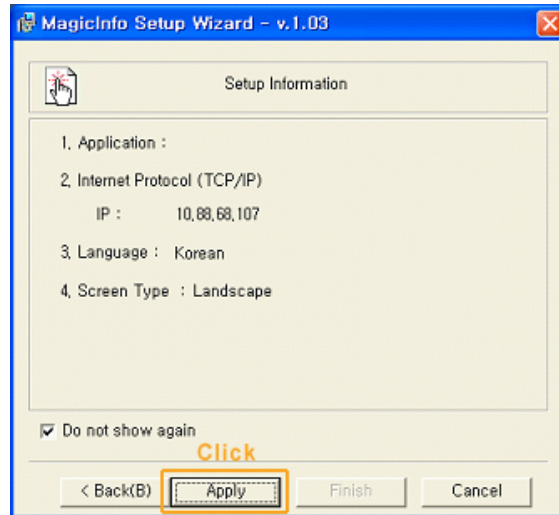 MagicInfo Setup Wizard - v.1.03
Setup Information
1, Application :
2, Internet Protocol (TCP/IP)
IP : 10,88,68,107
3, Language : Korean
4, Screen Type : Landscape
Do not show again
Click
< Back(B) Apply Finish Cancel